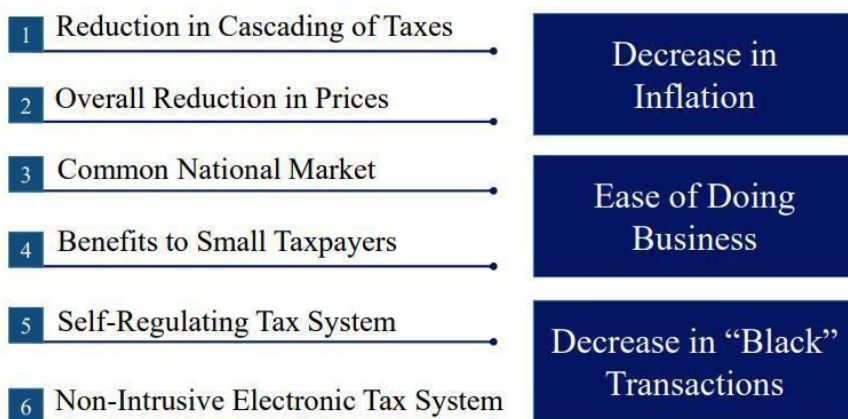 1 Reduction in Cascading of Taxes
2 Overall Reduction in Prices
3 Common National Market
4 Benefits to Small Taxpayers
5 Self-Regulating Tax System
6 Non-Intrusive Electronic Tax System
Decrease in
Inflation
Ease of Doing
Business
Decrease in “Black”
Transactions